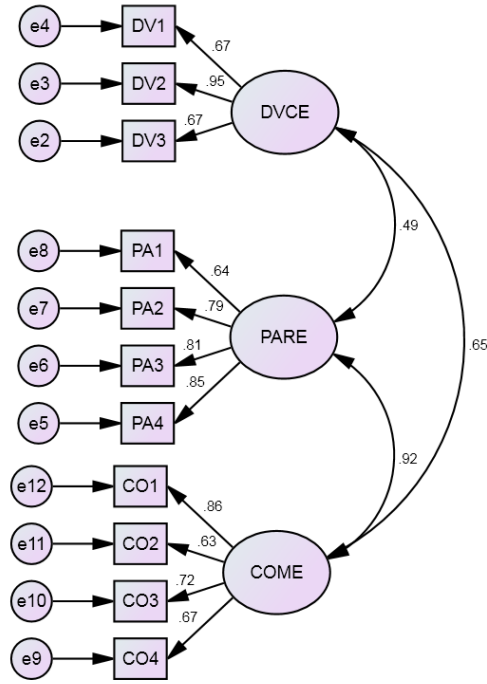 e4
DV1
.67
e3
DV2
.95
DVCE
e2
DV3
.67
.49
e8
PA1
.64
e7
PA2
.79
PARE
e6
PA3
.81
.65
e5
PA4
.85
.92
e12
CO1
.86
e11
CO2
.63
COME
e10
CO3
.72
e9
CO4
.67